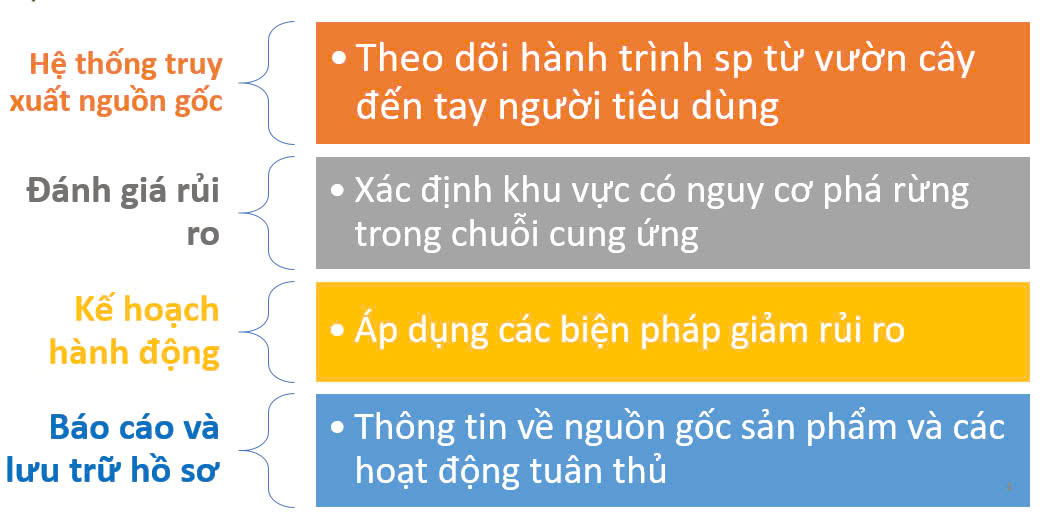 Hệ thống truy
xuất nguồn gốc
• Theo dõi hành trình sp từ vườn cây
đến tay người tiêu dùng
Đánh giá rủi
ro
• Xác định khu vực có nguy cơ phá rừng
trong chuỗi cung ứng
Kế hoạch
hành động
• Áp dụng các biện pháp giảm rủi ro
Báo cáo và
lưu trữ hồ sơ
• Thông tin về nguồn gốc sản phẩm và các
hoạt động tuân thủ